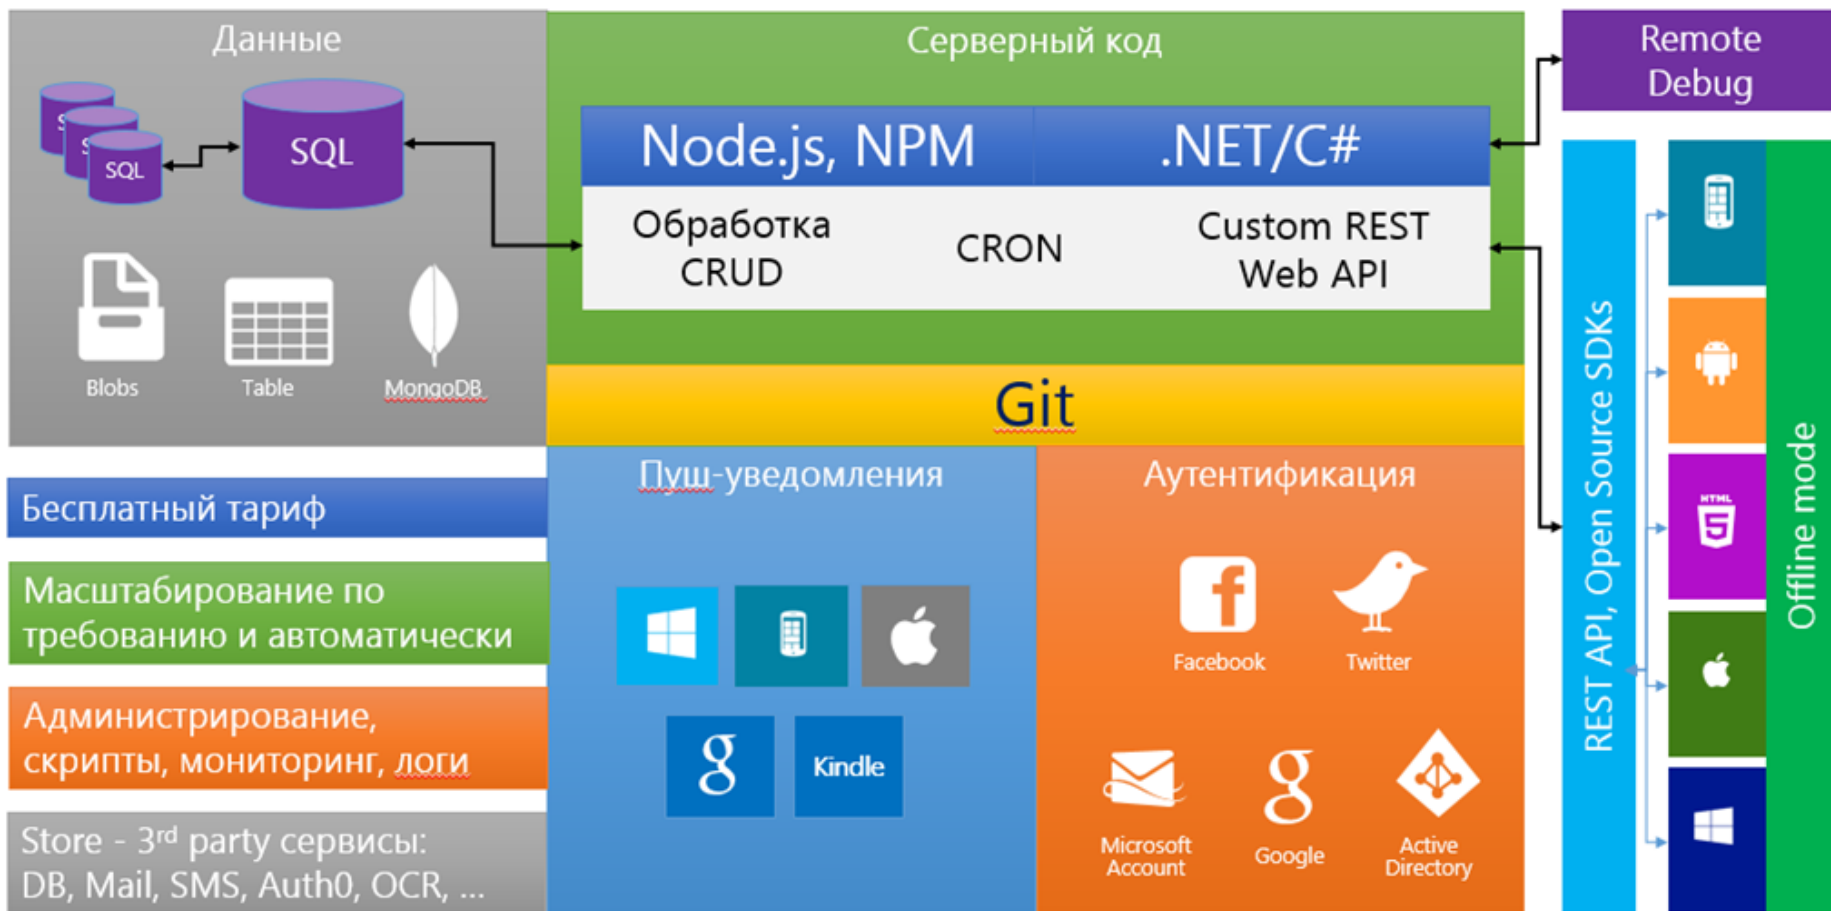 Данные
SQL
SQL
Blobs
Table
MongoDB
Серверный код
Node.js, NPM
.NET/C#
Обработка
CRUD
CRON
Custom REST
Web API
Git
Remote
Debug
Бесплатный тариф
Масштабирование по
требованию и автоматически
Администрирование,
скрипты, мониторинг, логи
Store - 3rd party сервисы:
DB, Mail, SMS, Auth0, OCR, ...
Пуш-уведомления
g
Kindle
Аутентификация
Facebook
Twitter
Microsoft
Account
Google
Active
Directory
REST API, Open Source SDKs
HTML
5
Offline mode